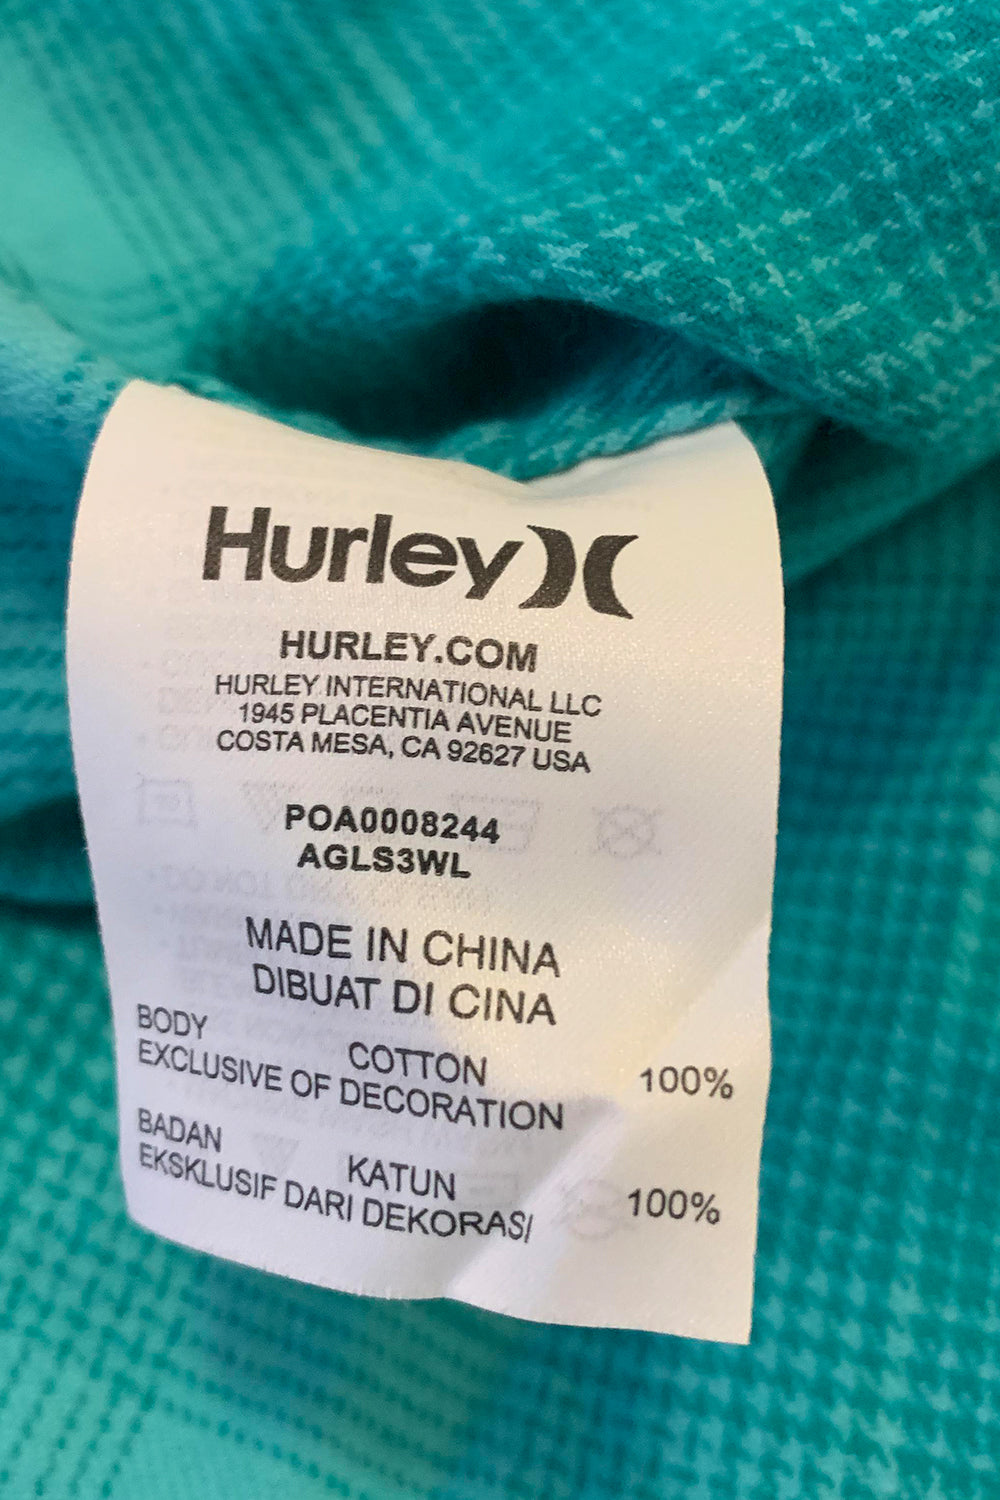 Hurley
HURLEY.COM
HURLEY INTERNATIONAL LLC
1945 PLACENTIA AVENUE
COSTA MESA, CA 92627 USA
POA0008244
AGLS3WL
MADE IN CHINA
DIBUAT DI CINA
BODY
COTTON 100%
EXCLUSIVE OF DECORATION
BADAN
KATUN 100%
EKSKLUSIF DARI DEKORASI